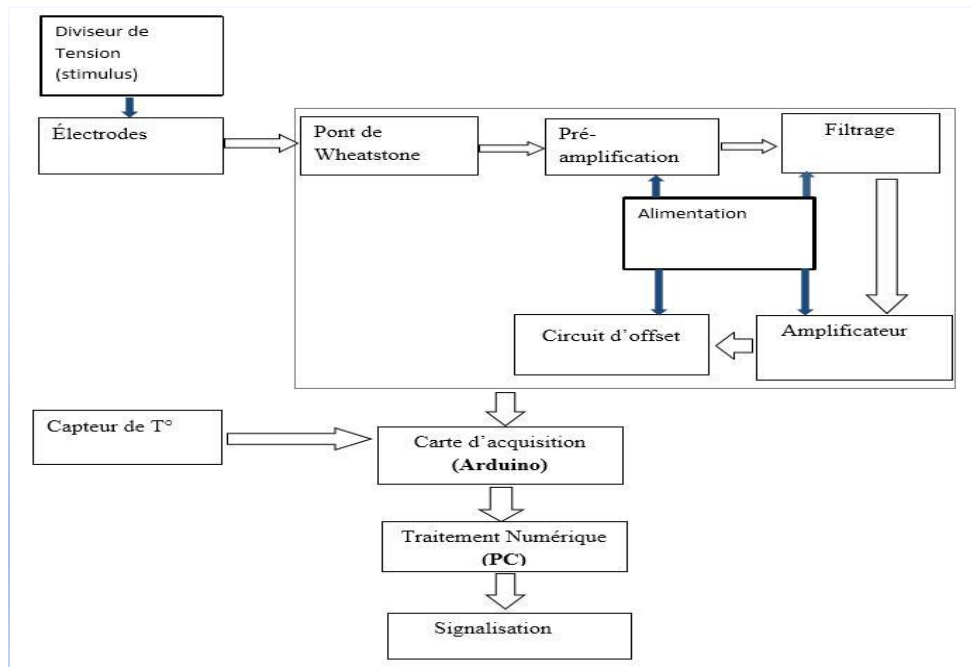 Diviseur de
Tension
(stimulus)
Électrodes
Pont de
Wheatstone
Pré-
amplification
Filtrage
Alimentation
Circuit d’offset
Amplificateur
Capteur de T°
Carte d’acquisition
(Arduino)
Traitement Numérique
(PC)
Signalisation